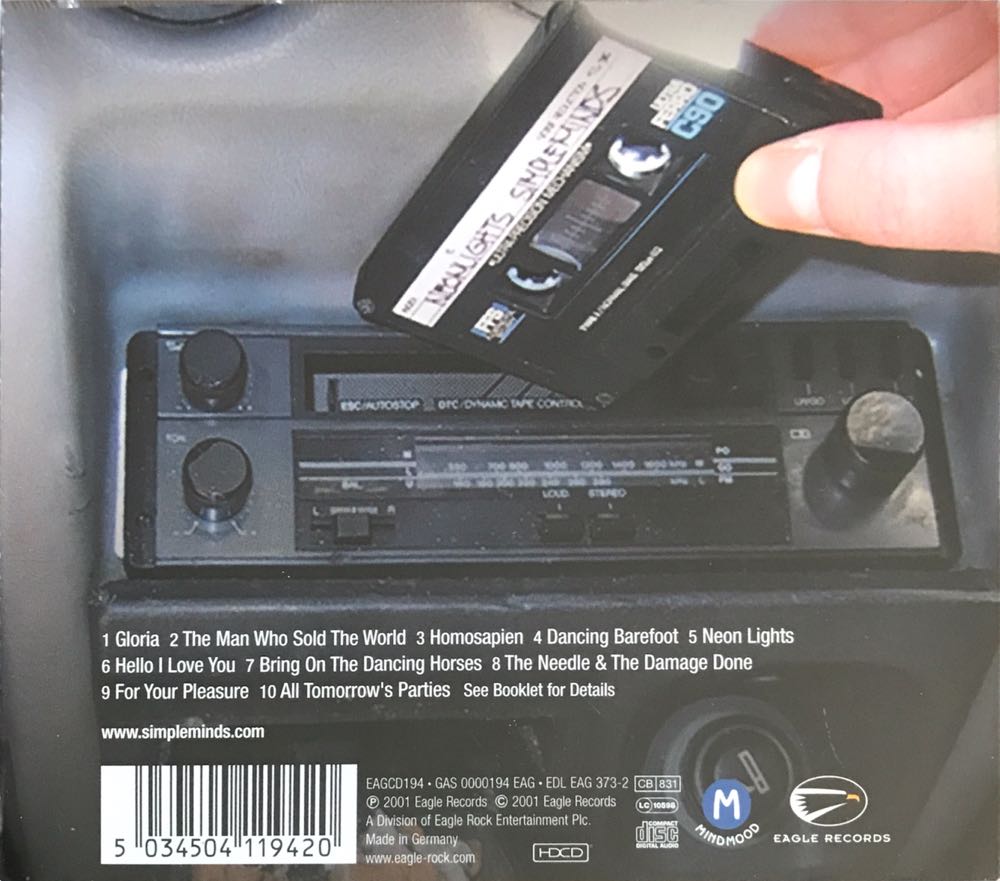 NEONLIGHTS SIMPLEMINDS
ULTRA
FERRO
C90
ESC/AUTOSTOP DTC/DYNAMIC TAPE CONTROL
LOUD STEREO
L R
1 Gloria 2 The Man Who Sold The World 3 Homosapien 4 Dancing Barefoot 5 Neon Lights
6 Hello I Love You 7 Bring On The Dancing Horses 8 The Needle & The Damage Done
9 For Your Pleasure 10 All Tomorrow's Parties See Booklet for Details
www.simpleminds.com
5 034504 119420
EAGCD194 • GAS 0000194 EAG • EDL EAG 373-2 CB 831
℗ 2001 Eagle Records © 2001 Eagle Records
A Division of Eagle Rock Entertainment Plc.
Made in Germany
www.eagle-rock.com
HDCD
LC 10598
COMPACT
disc
DIGITAL AUDIO
M
MINDMOOD
EAGLE RECORDS